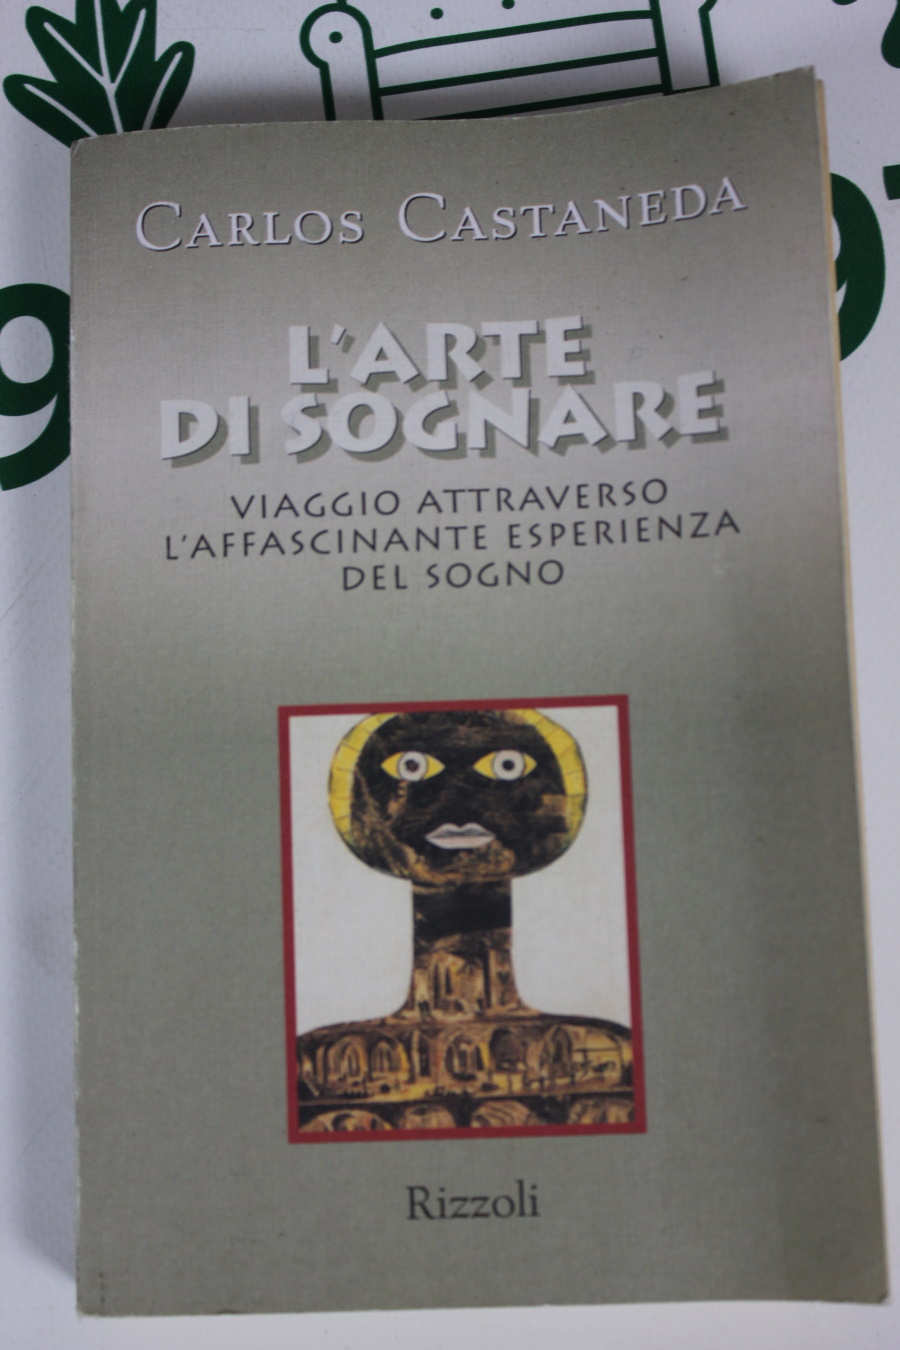 CARLOS CASTANEDA
L'ARTE
DI SOGNARE
VIAGGIO ATTRAVERSO
L'AFFASCINANTE ESPERIENZA
DEL SOGNO
Rizzoli